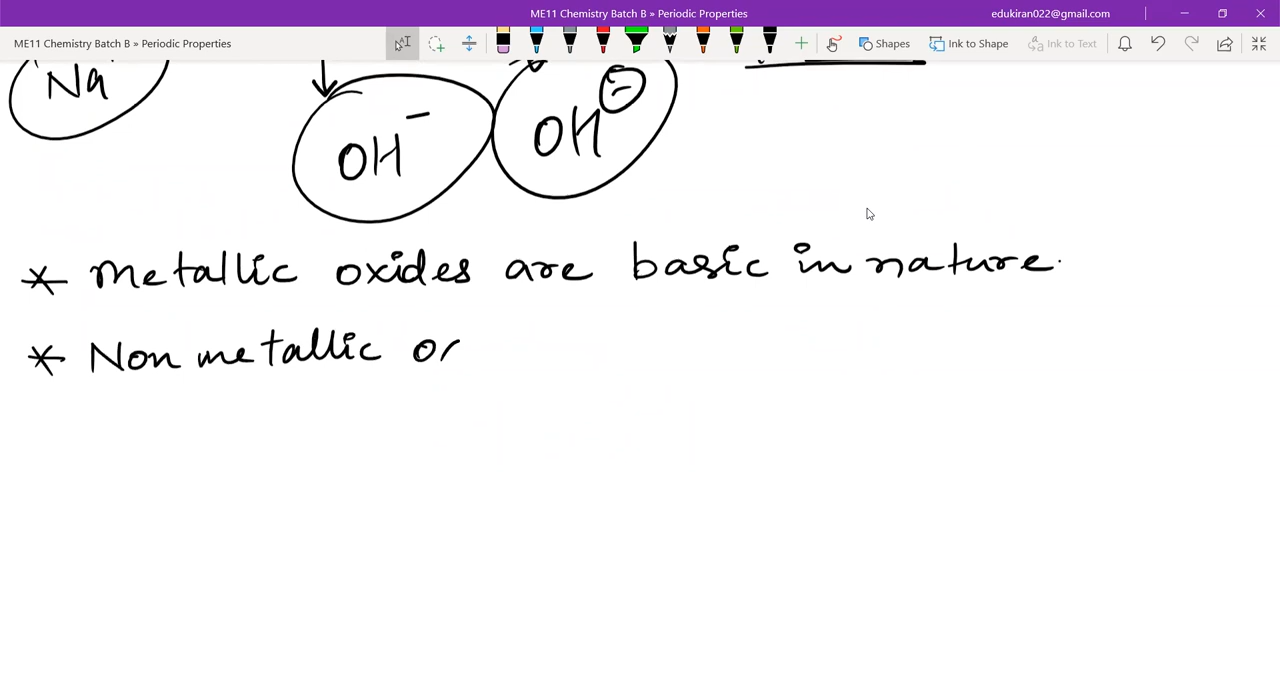 ME11 Chemistry Batch B » Periodic Properties
edukiran022@gmail.com
ME11 Chemistry Batch B » Periodic Properties
Shapes
Ink to Shape
Ink to Text
Na
OH⁻
OH⊖
* Metallic oxides are basic in nature.
* Non metallic o